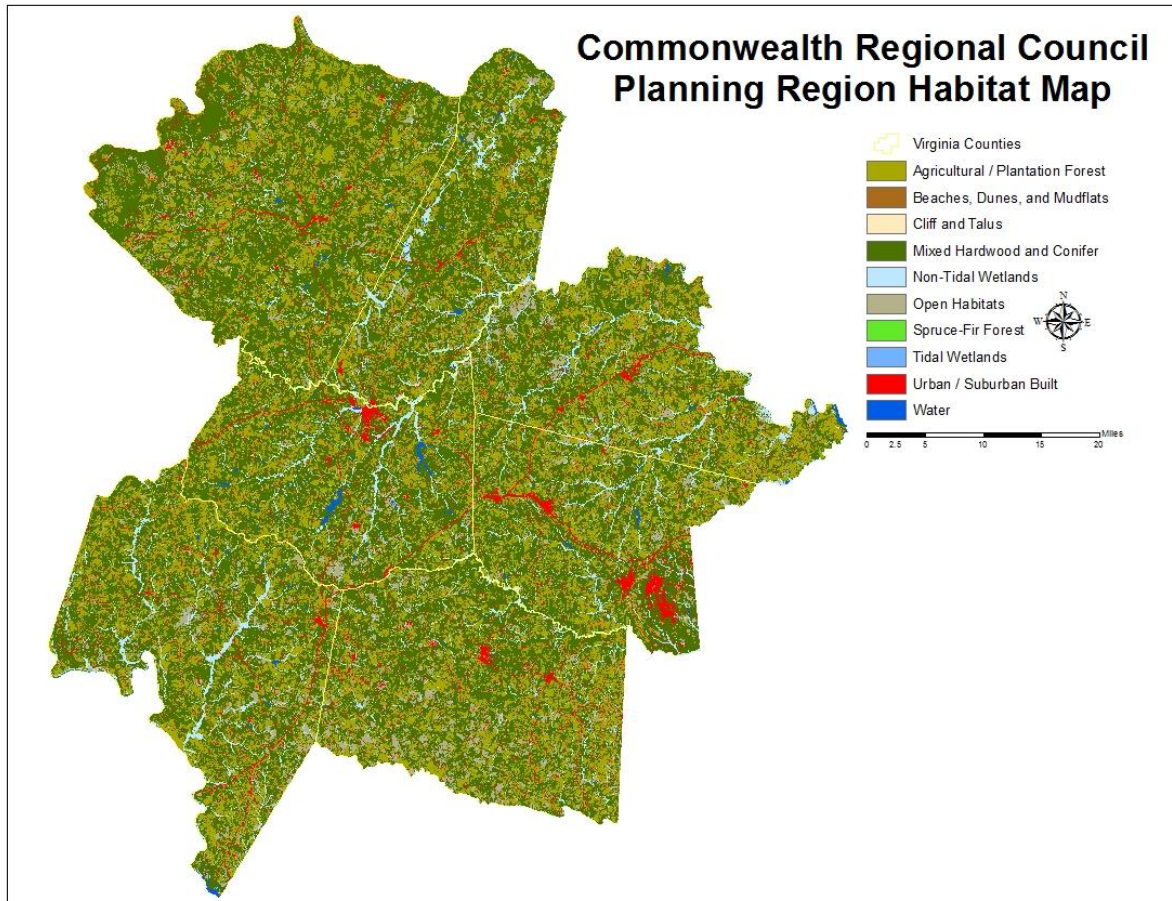 Commonwealth Regional Council
Planning Region Habitat Map
Virginia Counties
Agricultural / Plantation Forest
Beaches, Dunes, and Mudflats
Cliff and Talus
Mixed Hardwood and Conifer
Non-Tidal Wetlands
Open Habitats
Spruce-Fir Forest
Tidal Wetlands
Urban / Suburban Built
Water
N
W E
S
Miles
0 2.5 5 10 15 20